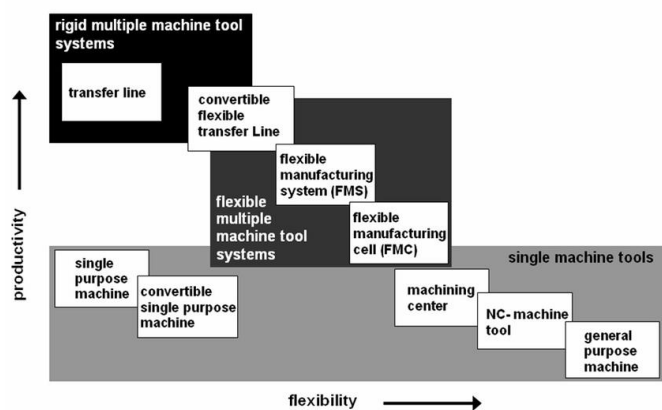 rigid multiple machine tool
systems
transfer line
convertible
flexible
transfer Line
flexible
manufacturing
system (FMS)
flexible
multiple
machine tool
systems
flexible
manufacturing
cell (FMC)
single machine tools
single
purpose
machine
convertible
single purpose
machine
machining
center
NC- machine
tool
general
purpose
machine
productivity
flexibility